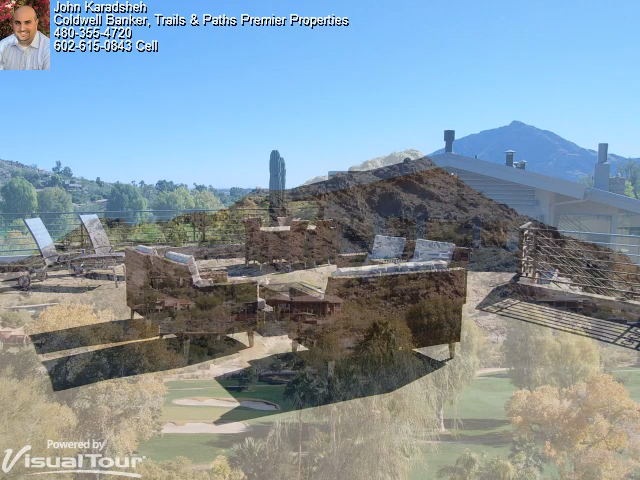 John Karadsheh
Coldwell Banker, Trails & Paths Premier Properties
480-355-4720
602-615-0843 Cell
Powered by
VISUALTOUR